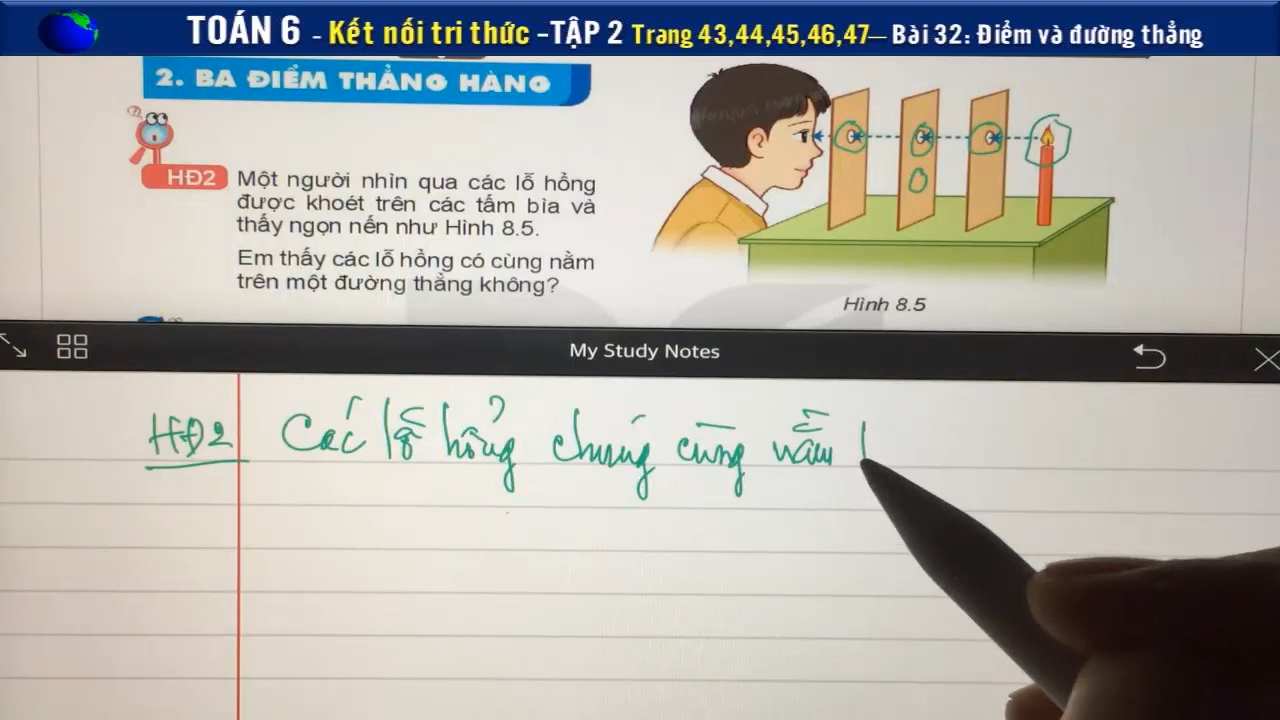 TOÁN 6 - Kết nối tri thức -TẬP 2 Trang 43,44,45,46,47— Bài 32: Điểm và đường thẳng
2. BA ĐIỂM THẲNG HÀNG
HĐ2 Một người nhìn qua các lỗ hổng
được khoét trên các tấm bìa và
thấy ngọn nến như Hình 8.5.
Em thấy các lỗ hổng có cùng nằm
trên một đường thẳng không?
Hình 8.5
My Study Notes
HĐ2 Các lỗ hổng chúng cùng nằm